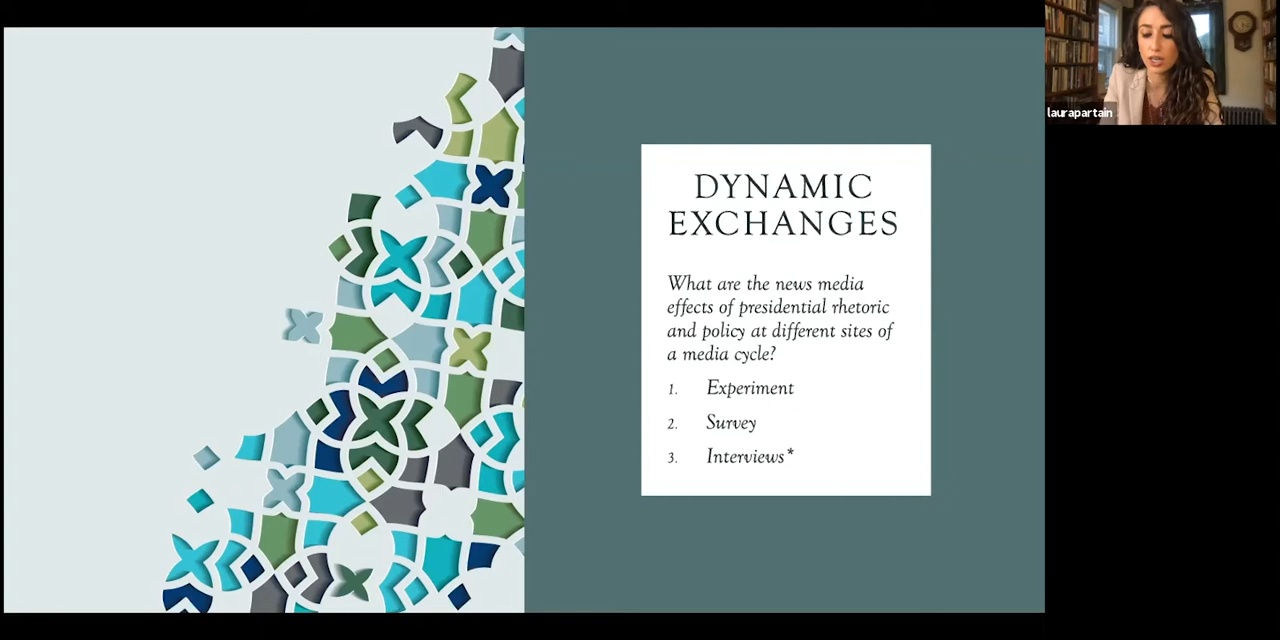 DYNAMIC
EXCHANGES
What are the news media
effects of presidential rhetoric
and policy at different sites of
a media cycle?
1. Experiment
2. Survey
3. Interviews*
laurapartain